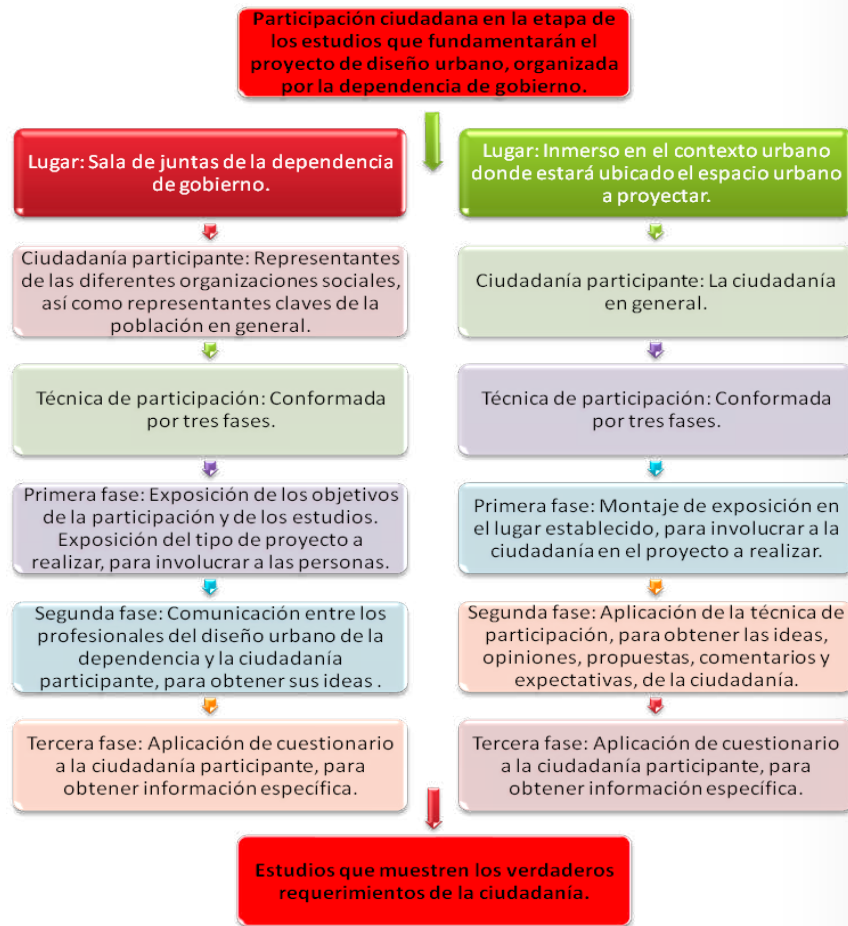 Participación ciudadana en la etapa de
los estudios que fundamentarán el
proyecto de diseño urbano, organizada
por la dependencia de gobierno.
Lugar: Sala de juntas de la dependencia
de gobierno.
Ciudadanía participante: Representantes
de las diferentes organizaciones sociales,
así como representantes claves de la
población en general.
Técnica de participación: Conformada
por tres fases.
Primera fase: Exposición de los objetivos
de la participación y de los estudios.
Exposición del tipo de proyecto a
realizar, para involucrar a las personas.
Segunda fase: Comunicación entre los
profesionales del diseño urbano de la
dependencia y la ciudadanía
participante, para obtener sus ideas .
Tercera fase: Aplicación de cuestionario
a la ciudadanía participante, para
obtener información específica.
Lugar: Inmerso en el contexto urbano
donde estará ubicado el espacio urbano
a proyectar.
Ciudadanía participante: La ciudadanía
en general.
Técnica de participación: Conformada
por tres fases.
Primera fase: Montaje de exposición en
el lugar establecido, para involucrar a la
ciudadanía en el proyecto a realizar.
Segunda fase: Aplicación de la técnica de
participación, para obtener las ideas,
opiniones, propuestas, comentarios y
expectativas, de la ciudadanía.
Tercera fase: Aplicación de cuestionario
a la ciudadanía participante, para
obtener información específica.
Estudios que muestren los verdaderos
requerimientos de la ciudadanía.